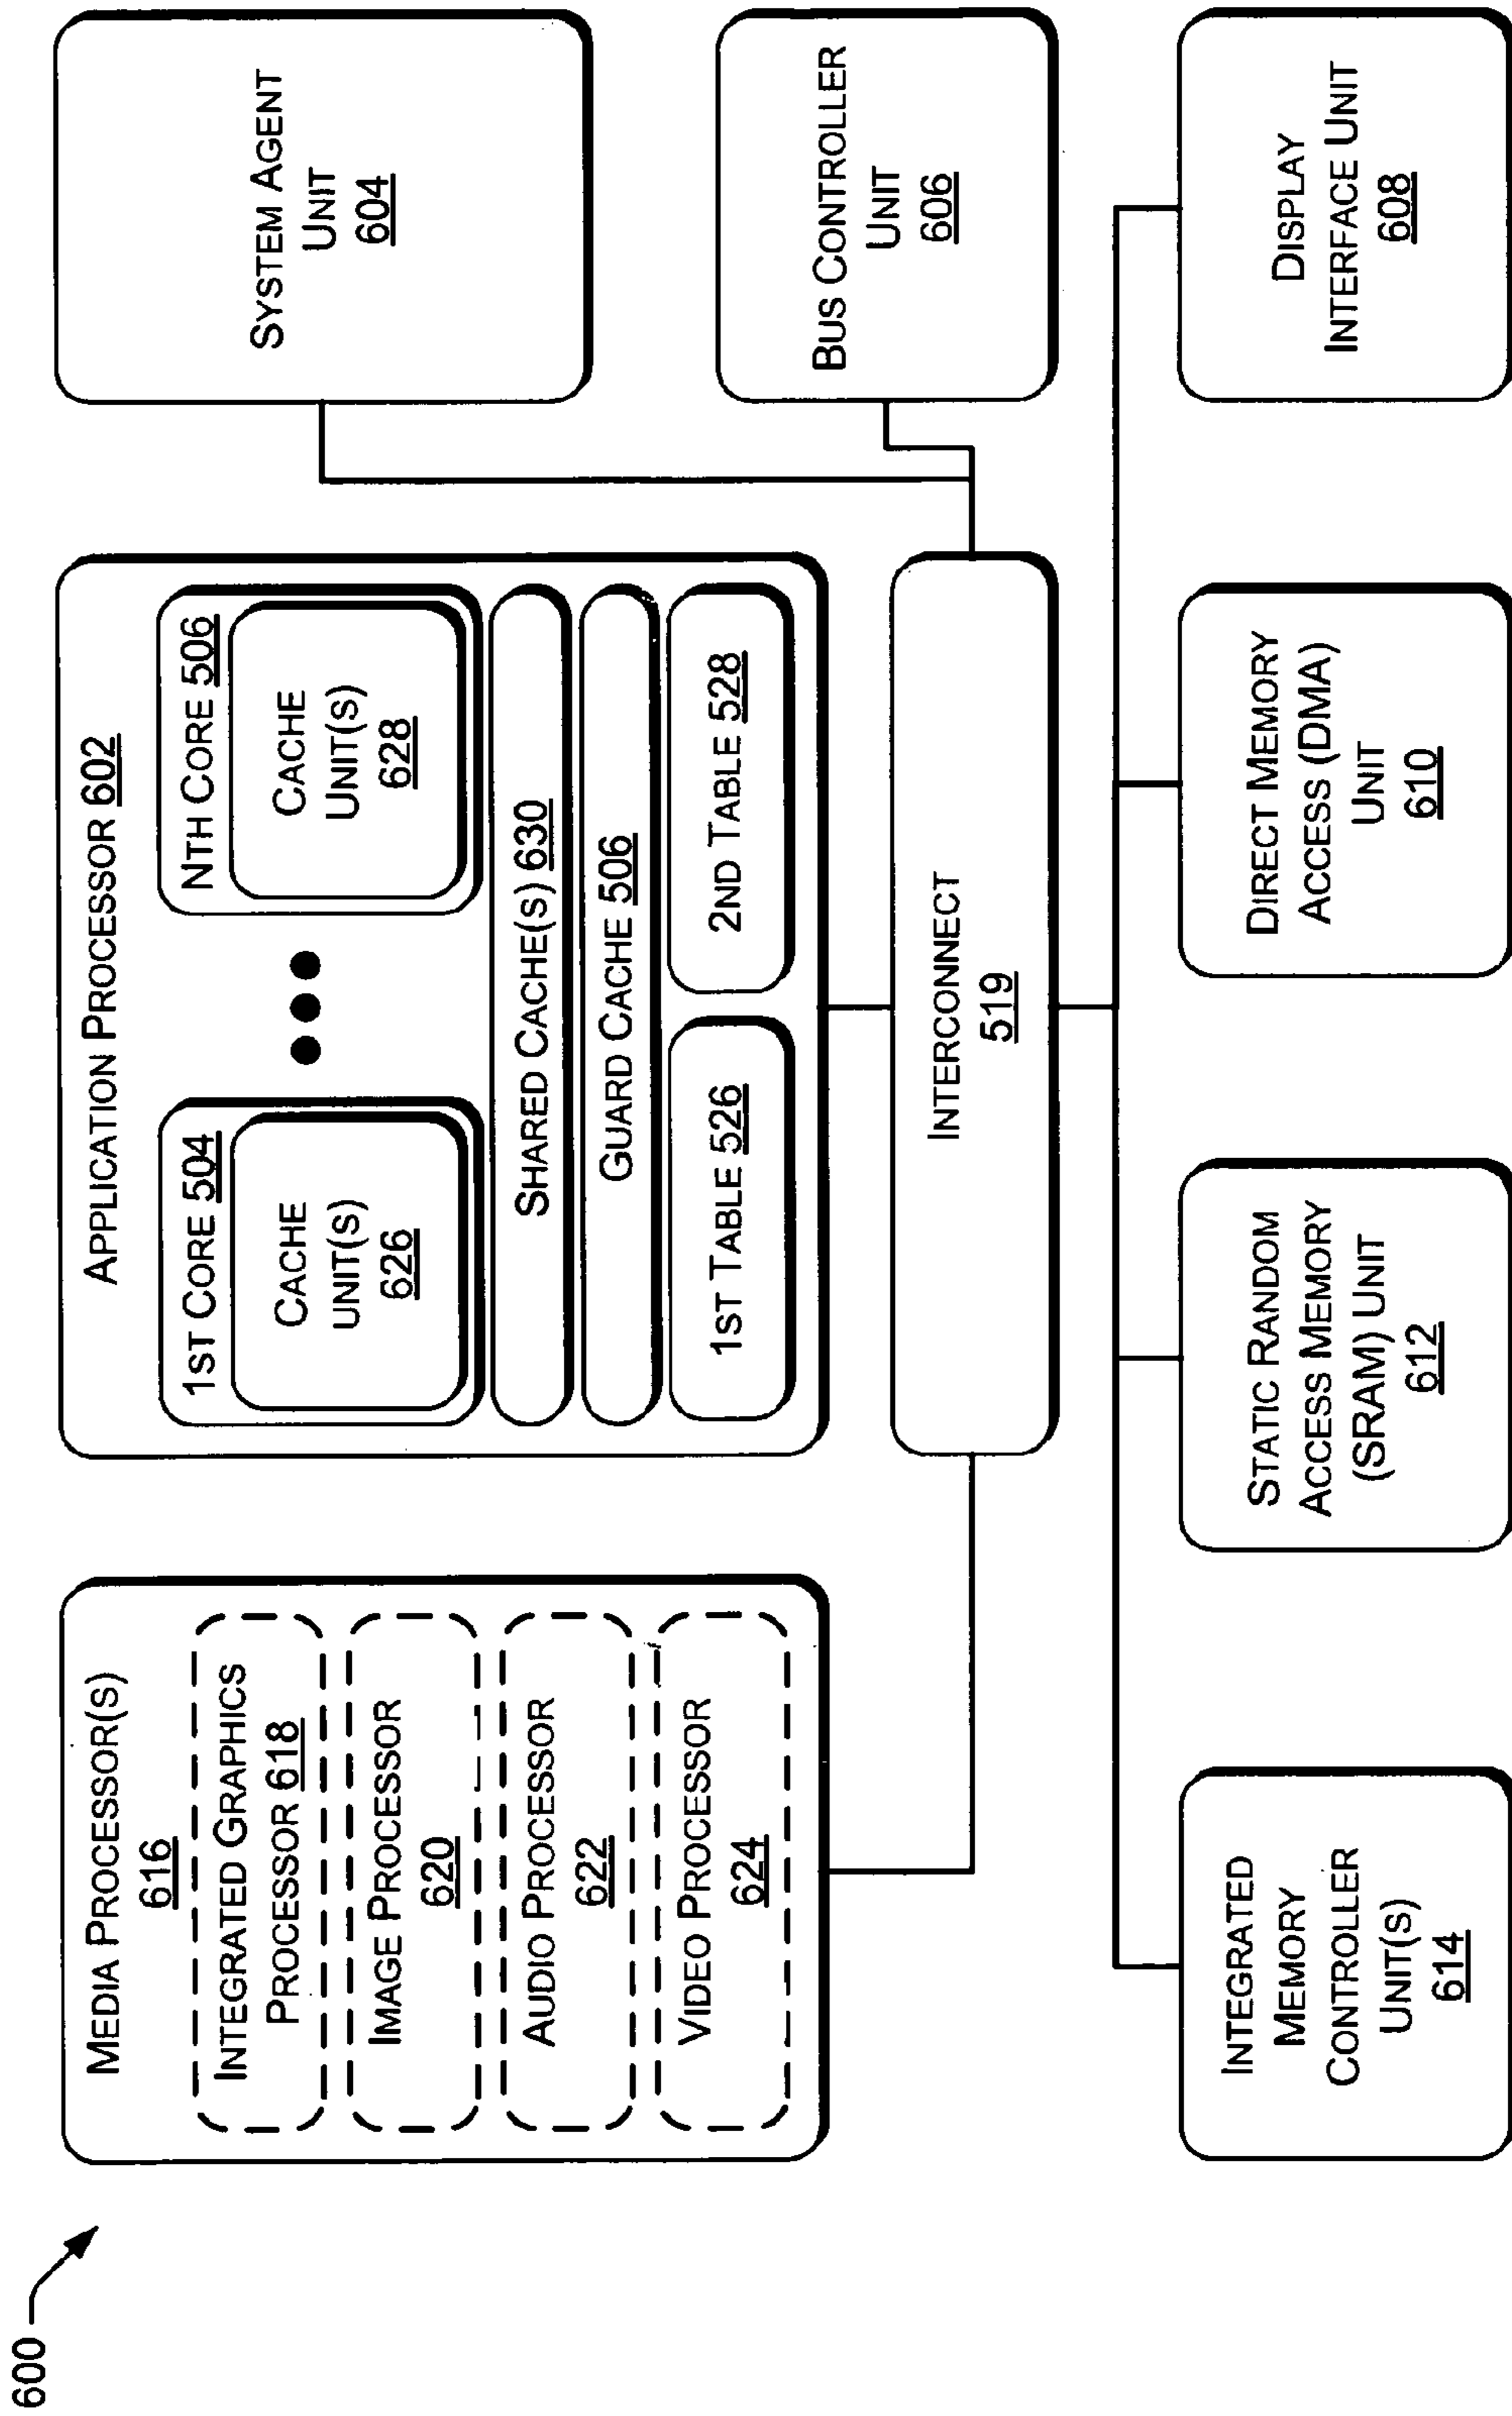 600
MEDIA PROCESSOR(S)
616
INTEGRATED GRAPHICS
PROCESSOR 618
IMAGE PROCESSOR
620
AUDIO PROCESSOR
622
VIDEO PROCESSOR
624
APPLICATION PROCESSOR 602
1ST CORE 504
CACHE
UNIT(S)
626
NTH CORE 506
CACHE
UNIT(S)
628
SHARED CACHE(S) 630
GUARD CACHE 506
1ST TABLE 526
2ND TABLE 528
SYSTEM AGENT
UNIT
604
BUS CONTROLLER
UNIT
606
INTERCONNECT
519
INTEGRATED
MEMORY
CONTROLLER
UNIT(S)
614
STATIC RANDOM
ACCESS MEMORY
(SRAM) UNIT
612
DIRECT MEMORY
ACCESS (DMA)
UNIT
610
DISPLAY
INTERFACE UNIT
608